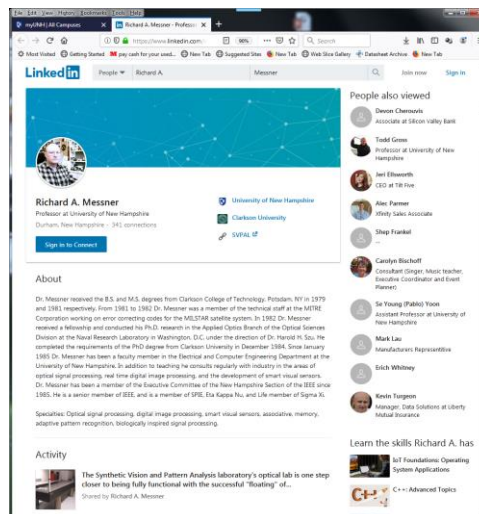 File Edit View History Bookmarks Tools Help
myUNH | All Campuses
Richard A. Messner - Professor
https://www.linkedin.com
90%
Search
Most Visited Getting Started pay cash for your used... New Tab Suggested Sites New Tab Web Slice Gallery Datasheet Archive New Tab
Linked in
People
Richard A.
Messner
Join now
Sign in
Richard A. Messner
Professor at University of New Hampshire
Durham, New Hampshire · 341 connections
Sign in to Connect
University of New Hampshire
Clarkson University
SVPAL
About
Dr. Messner received the B.S. and M.S. degrees from Clarkson College of Technology, Potsdam, NY in 1979
and 1981 respectively. From 1981 to 1982 Dr. Messner was a member of the technical staff at the MITRE
Corporation working on error correcting codes for the MILSTAR satellite system. In 1982 Dr. Messner
received a fellowship and conducted his Ph.D. research in the Applied Optics Branch of the Optical Sciences
Division at the Naval Research Laboratory in Washington, D.C. under the direction of Dr. Harold H. Szu. He
completed the requirements of the PhD degree from Clarkson University in December 1984. Since January
1985 Dr. Messner has been a faculty member in the Electrical and Computer Engineering Department at the
University of New Hampshire. In addition to teaching he consults regularly with industry in the areas of
optical signal processing, real time digital image processing, and the development of smart visual sensors.
Dr. Messner has been a member of the Executive Committee of the New Hampshire Section of the IEEE since
1985. He is a senior member of IEEE, and is a member of SPIE, Eta Kappa Nu, and Life member of Sigma Xi.
Specialties: Optical signal processing, digital image processing, smart visual sensors, associative, memory,
adaptive pattern recognition, biologically inspired signal processing.
Activity
The Synthetic Vision and Pattern Analysis laboratory's optical lab is one step
closer to being fully functional with the successful "floating" of...
Shared by Richard A. Messner
People also viewed
Devon Cherouvis
Associate at Silicon Valley Bank
Todd Gross
Professor at University of New
Hampshire
Jeri Ellsworth
CEO at Tilt Five
Alec Parmer
Xfinity Sales Associate
Shep Frankel
--
Carolyn Bischoff
Consultant (Singer, Music teacher,
Executive Coordinator and Event
Planner)
Se Young (Pablo) Yoon
Assistant Professor at University of
New Hampshire
Mark Lau
Manufacturers Representitive
Erich Whitney
Kevin Sturgeon
Manager, Data Solutions at Liberty
Mutual Insurance
Learn the skills Richard A. has
IoT Foundations: Operating
System Applications
C++
C++: Advanced Topics